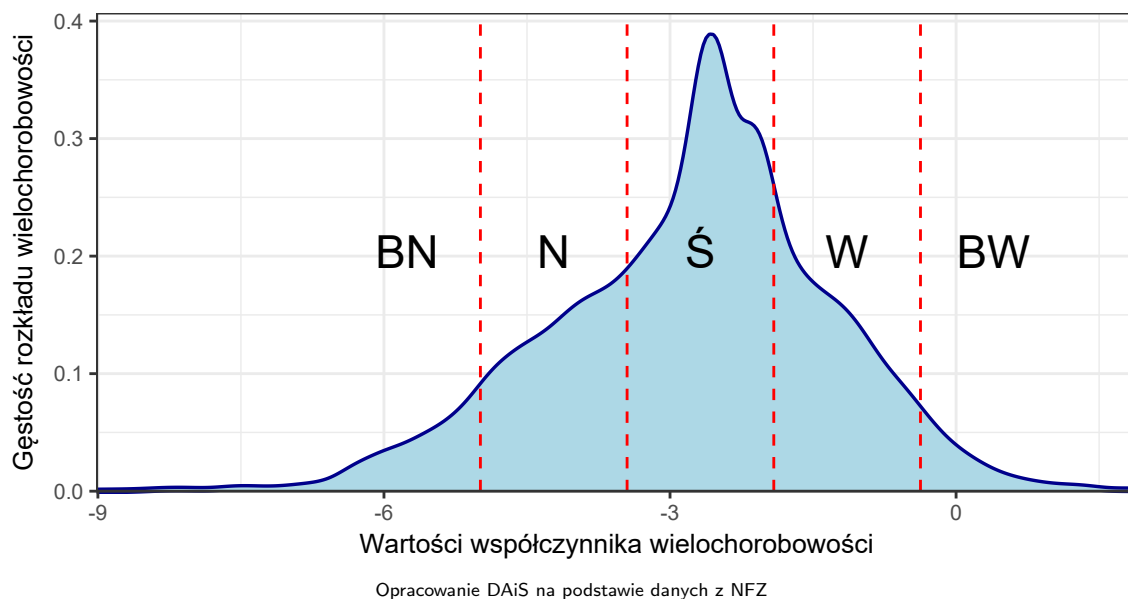 Gęstość rozkładu wielochorobowości
0.4
0.3
0.2
0.1
0.0
BN N Ś W BW
-9 -6 -3 0
Wartości współczynnika wielochorobowości
Opracowanie DAiS na podstawie danych z NFZ